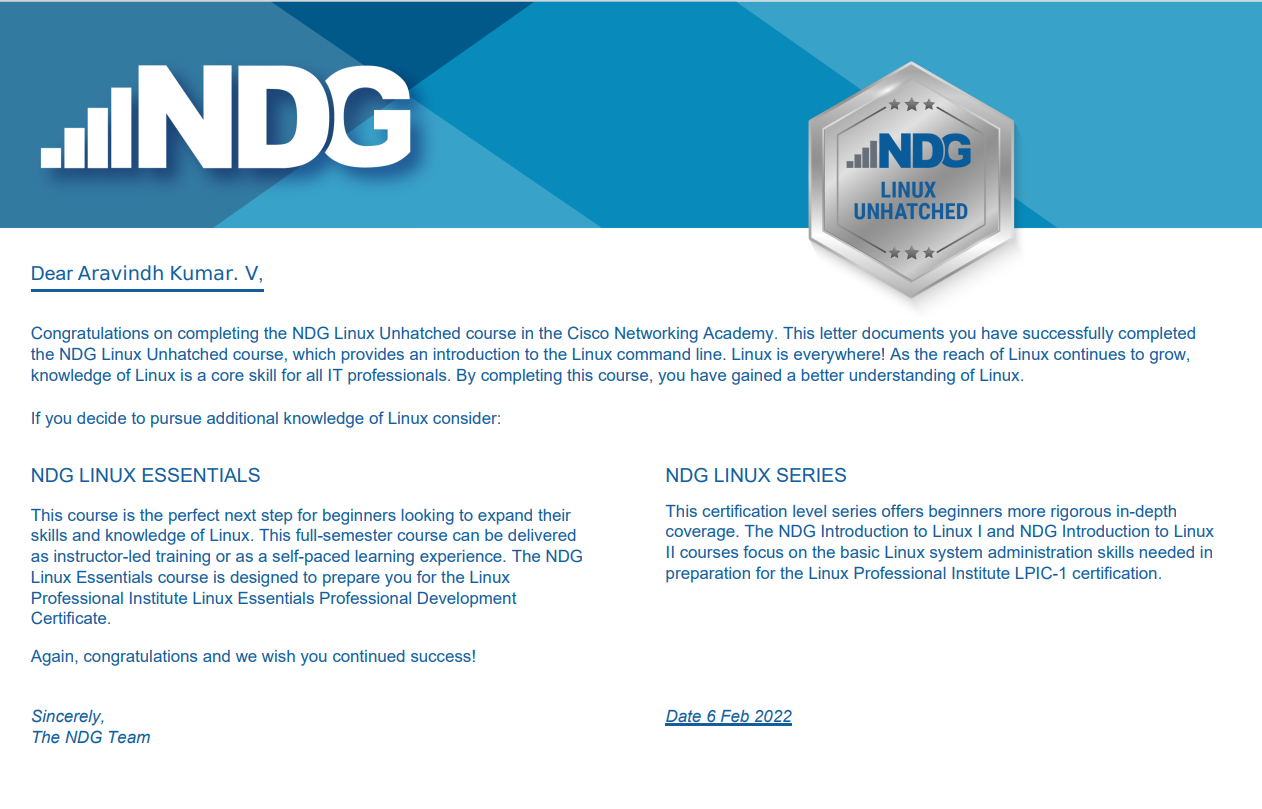 NDG
NDG
LINUX
UNHATCHED
Dear Aravindh Kumar. V,
Congratulations on completing the NDG Linux Unhatched course in the Cisco Networking Academy. This letter documents you have successfully completed
the NDG Linux Unhatched course, which provides an introduction to the Linux command line. Linux is everywhere! As the reach of Linux continues to grow,
knowledge of Linux is a core skill for all IT professionals. By completing this course, you have gained a better understanding of Linux.
If you decide to pursue additional knowledge of Linux consider:
NDG LINUX ESSENTIALS
This course is the perfect next step for beginners looking to expand their
skills and knowledge of Linux. This full-semester course can be delivered
as instructor-led training or as a self-paced learning experience. The NDG
Linux Essentials course is designed to prepare you for the Linux
Professional Institute Linux Essentials Professional Development
Certificate.
Again, congratulations and we wish you continued success!
NDG LINUX SERIES
This certification level series offers beginners more rigorous in-depth
coverage. The NDG Introduction to Linux I and NDG Introduction to Linux
II courses focus on the basic Linux system administration skills needed in
preparation for the Linux Professional Institute LPIC-1 certification.
Sincerely,
The NDG Team
Date 6 Feb 2022